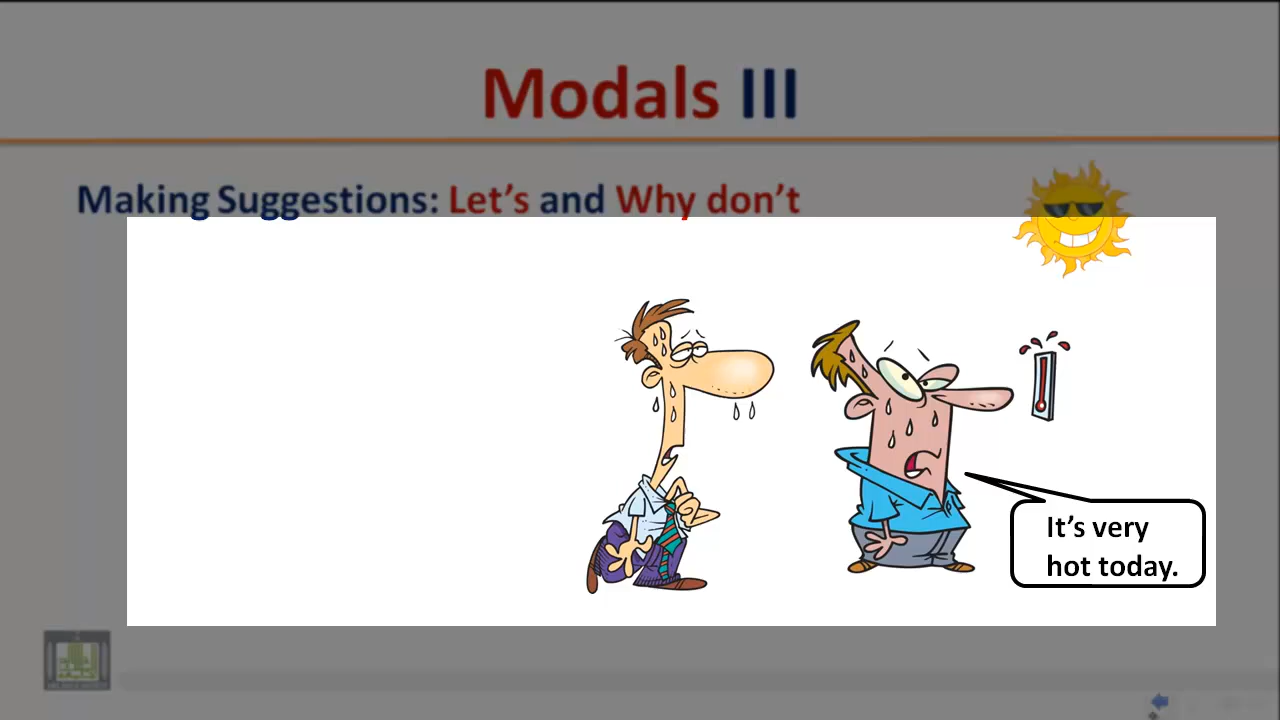 Modals III
Making Suggestions: Let's and Why don't
It's very
hot today.